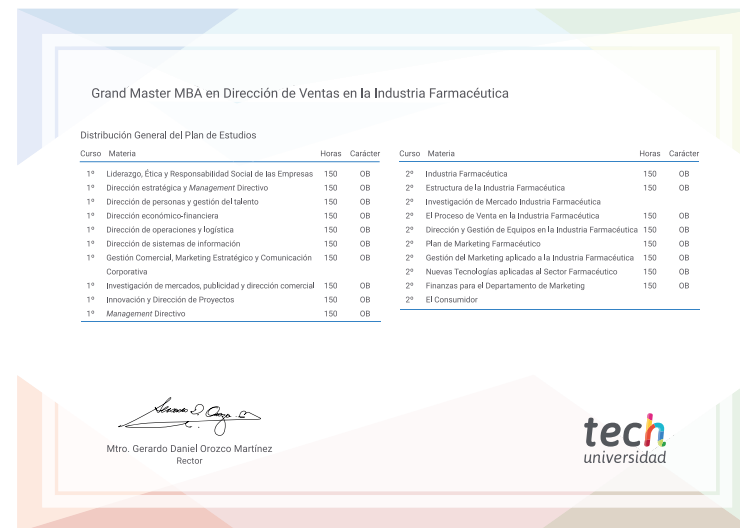 Grand Master MBA en Dirección de Ventas en la Industria Farmacéutica
Distribución General del Plan de Estudios
Curso Materia Horas Carácter
1º Liderazgo, Ética y Responsabilidad Social de las Empresas 150 OB
1º Dirección estratégica y Management Directivo 150 OB
1º Dirección de personas y gestión del talento 150 OB
1º Dirección económico-financiera 150 OB
1º Dirección de operaciones y logística 150 OB
1º Dirección de sistemas de información 150 OB
1º Gestión Comercial, Marketing Estratégico y Comunicación 150 OB
Corporativa
1º Investigación de mercados, publicidad y dirección comercial 150 OB
1º Innovación y Dirección de Proyectos 150 OB
1º Management Directivo 150 OB
Curso Materia Horas Carácter
2º Industria Farmacéutica 150 OB
2º Estructura de la Industria Farmacéutica 150 OB
2º Investigación de Mercado Industria Farmacéutica
2º El Proceso de Venta en la Industria Farmacéutica 150 OB
2º Dirección y Gestión de Equipos en la Industria Farmacéutica 150 OB
2º Plan de Marketing Farmacéutico 150 OB
2º Gestión del Marketing aplicado a la Industria Farmacéutica 150 OB
2º Nuevas Tecnologías aplicadas al Sector Farmacéutico 150 OB
2º Finanzas para el Departamento de Marketing 150 OB
2º El Consumidor
Mtro. Gerardo Daniel Orozco Martínez
Rector
tech
universidad